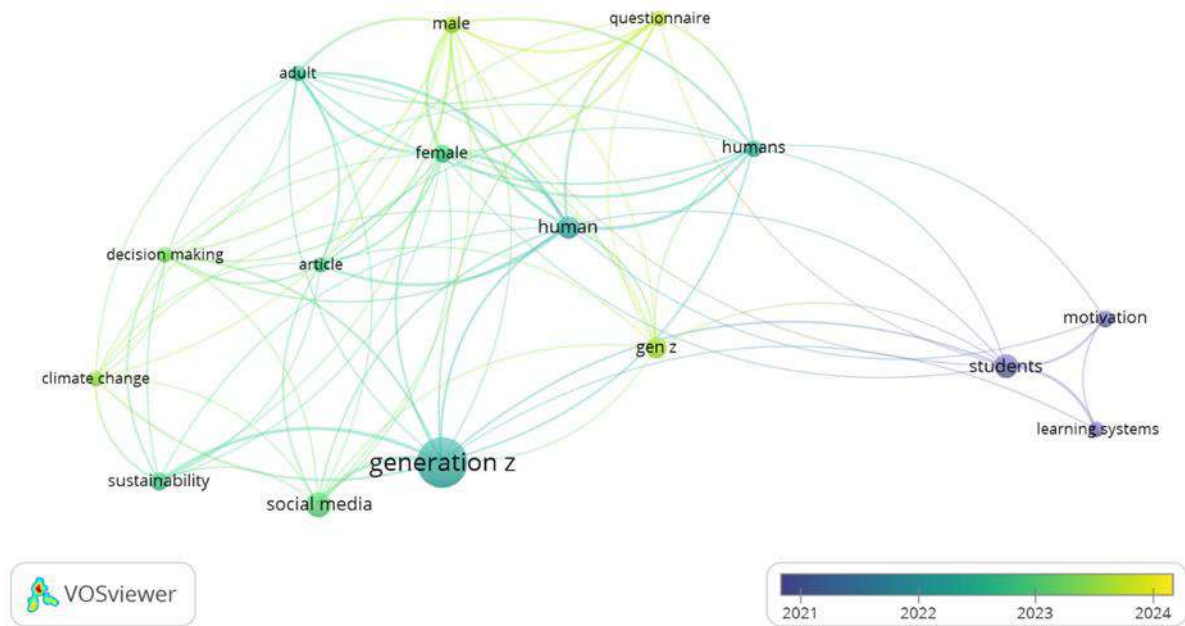 male
questionnaire
adult
female
humans
human
decision making
article
motivation
gen z
students
climate change
learning systems
generation z
sustainability
social media
VOSviewer
2021
2022
2023
2024